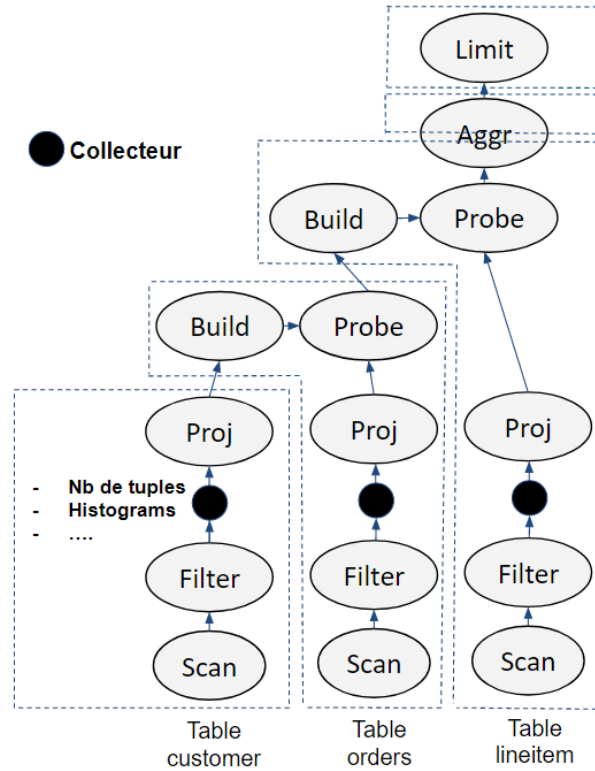 Limit
Collecteur
Aggr
Build
Probe
Build
Probe
Proj
Proj
Proj
- Nb de tuples
- Histograms
- ....
Filter
Filter
Filter
Scan
Scan
Scan
Table
customer
Table
orders
Table
lineitem